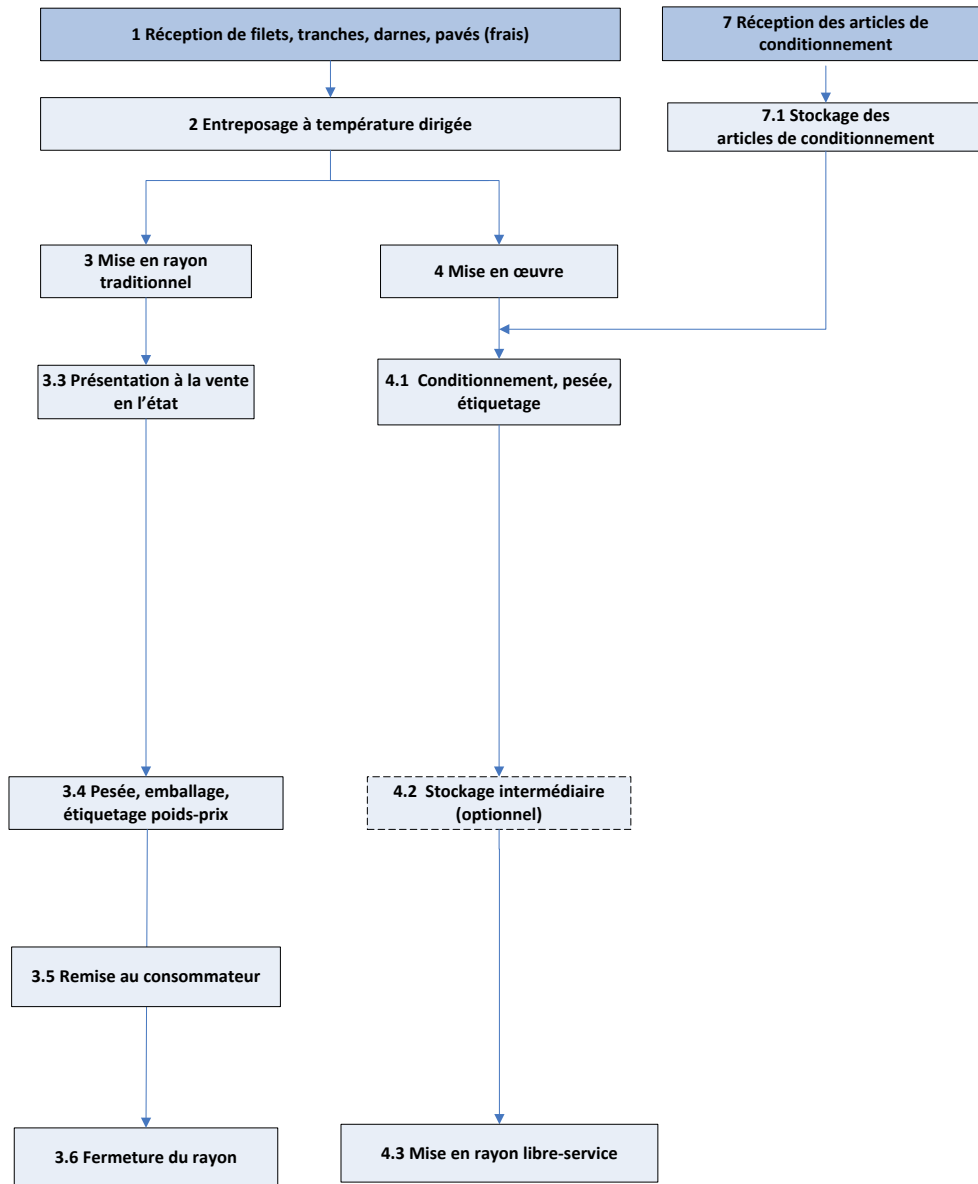 1 Réception de filets, tranches, darnes, pavés (frais)
7 Réception des articles de
conditionnement
2 Entreposage à température dirigée
7.1 Stockage des
articles de conditionnement
3 Mise en rayon
traditionnel
4 Mise en œuvre
3.3 Présentation à la vente
en l’état
4.1 Conditionnement, pesée,
étiquetage
3.4 Pesée, emballage,
étiquetage poids-prix
4.2 Stockage intermédiaire
(optionnel)
3.5 Remise au consommateur
3.6 Fermeture du rayon
4.3 Mise en rayon libre-service